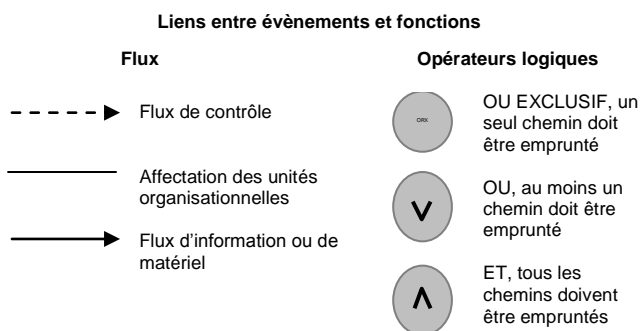 Liens entre évènements et fonctions
Flux
Opérateurs logiques
Flux de contrôle
Affectation des unités
organisationnelles
Flux d'information ou de
matériel
ORX
OU EXCLUSIF, un
seul chemin doit
être emprunté
V
OU, au moins un
chemin doit être
emprunté
Λ
ET, tous les
chemins doivent
être empruntés